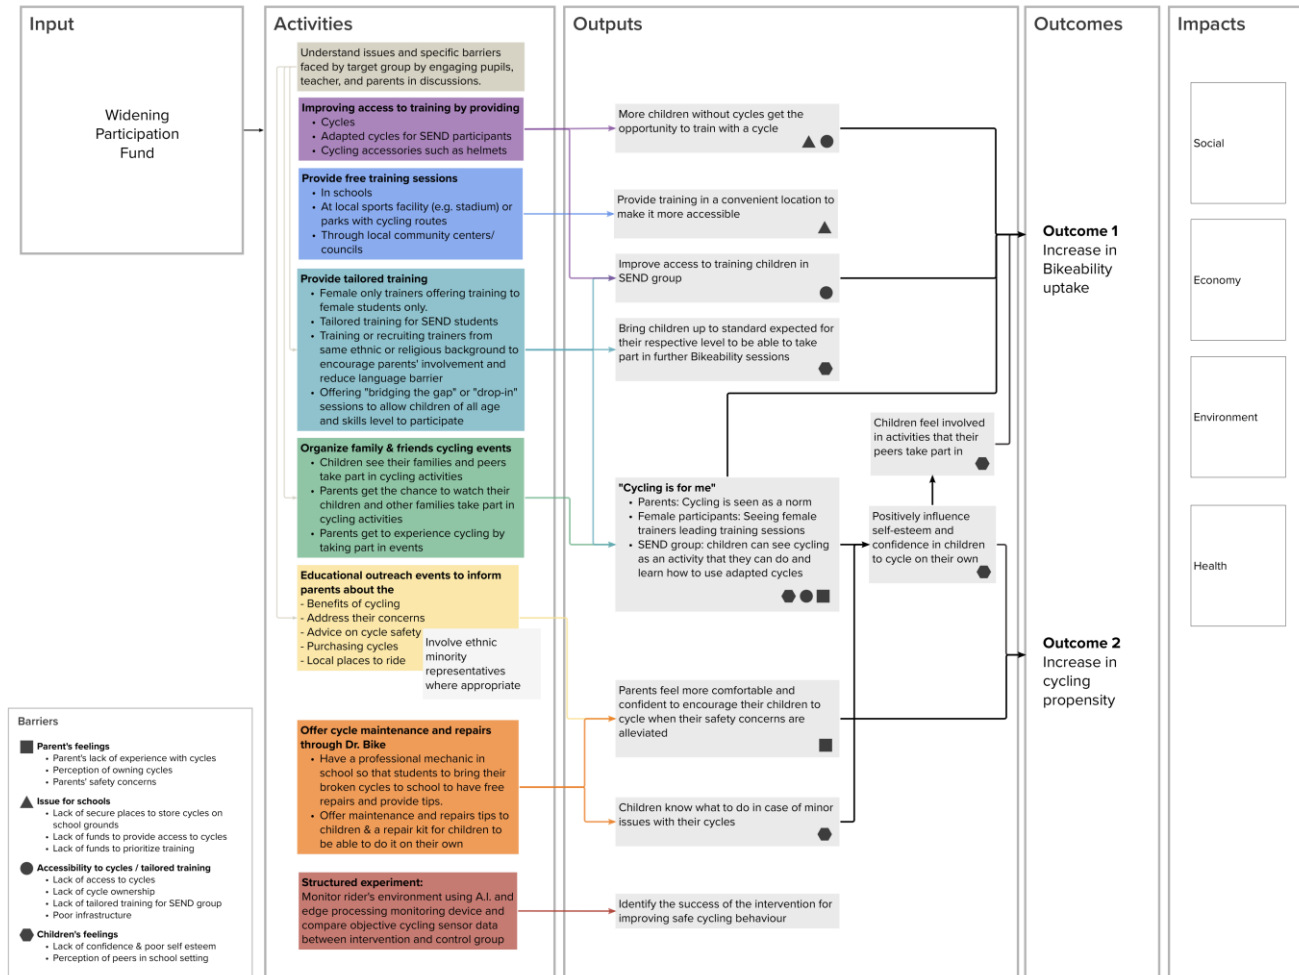 Input
Widening
Participation
Fund
Activities
Understand issues and specific barriers
faced by target group by engaging pupils,
teacher, and parents in discussions.
Improving access to training by providing
• Cycles
• Adapted cycles for SEND participants
• Cycling accessories such as helmets
Provide free training sessions
• In schools
• At local sports facility (e.g. stadium) or
parks with cycling routes
• Through local community centers/
councils
Provide tailored training
• Female only trainers offering training to
female students only.
• Tailored training for SEND students
• Training or recruiting trainers from
same ethnic or religious background to
encourage parents' involvement and
reduce language barrier
• Offering "bridging the gap" or "drop-in"
sessions to allow children of all age
and skills level to participate
Organize family & friends cycling events
• Children see their families and peers
take part in cycling activities
• Parents get the chance to watch their
children and other families take part in
cycling activities
• Parents get to experience cycling by
taking part in events
Educational outreach events to inform
parents about the
- Benefits of cycling
- Address their concerns
- Advice on cycle safety
- Purchasing cycles
- Local places to ride
Involve ethnic
minority
representatives
where appropriate
Offer cycle maintenance and repairs
through Dr. Bike
• Have a professional mechanic in
school so that students to bring their
broken cycles to school to have free
repairs and provide tips.
• Offer maintenance and repairs tips to
children & a repair kit for children to
be able to do it on their own
Structured experiment:
Monitor rider's environment using A.I. and
edge processing monitoring device and
compare objective cycling sensor data
between intervention and control group
Outputs
More children without cycles get the
opportunity to train with a cycle
Provide training in a convenient location to
make it more accessible
Improve access to training children in
SEND group
Bring children up to standard expected for
their respective level to be able to take
part in further Bikeability sessions
"Cycling is for me"
• Parents: Cycling is seen as a norm
• Female participants: Seeing female
trainers leading training sessions
• SEND group: children can see cycling
as an activity that they can do and
learn how to use adapted cycles
Children feel involved
in activities that their
peers take part in
Positively influence
self-esteem and
confidence in children
to cycle on their own
Parents feel more comfortable and
confident to encourage their children to
cycle when their safety concerns are
alleviated
Children know what to do in case of minor
issues with their cycles
Identify the success of the intervention for
improving safe cycling behaviour
Outcomes
Outcome 1
Increase in
Bikeability
uptake
Outcome 2
Increase in
cycling
propensity
Impacts
Social
Economy
Environment
Health
Barriers
Parent's feelings
• Parent's lack of experience with cycles
• Perception of owning cycles
• Parents' safety concerns
Issue for schools
• Lack of secure places to store cycles on
school grounds
• Lack of funds to provide access to cycles
• Lack of funds to prioritize training
Accessibility to cycles / tailored training
• Lack of access to cycles
• Lack of cycle ownership
• Lack of tailored training for SEND group
• Poor infrastructure
Children's feelings
• Lack of confidence & poor self esteem
• Perception of peers in school setting